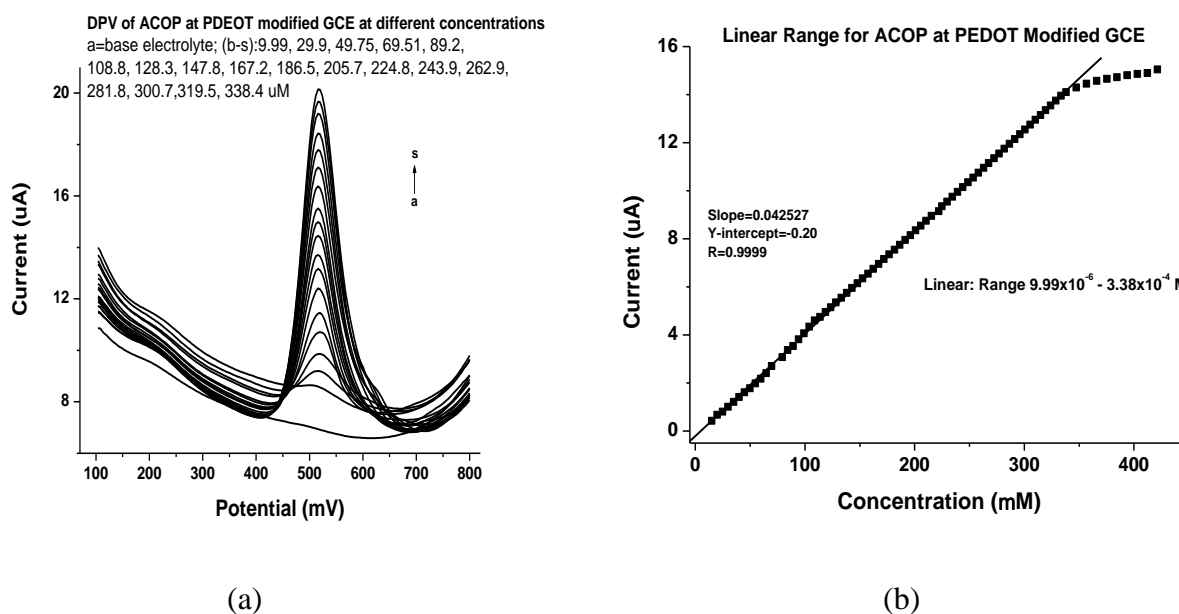 DPV of ACOP at PDEOT modified GCE at different concentrations
a=base electrolyte; (b-s):9.99, 29.9, 49.75, 69.51, 89.2,
108.8, 128.3, 147.8, 167.2, 186.5, 205.7, 224.8, 243.9, 262.9,
281.8, 300.7,319.5, 338.4 uM
20
16
12
8
Current (uA)
s
a
100 200 300 400 500 600 700 800
Potential (mV)
(a)
Linear Range for ACOP at PEDOT Modified GCE
16
12
8
4
0
Current (uA)
Slope=0.042527
Y-intercept=-0.20
R=0.9999
Linear: Range 9.99x10⁻⁶ - 3.38x10⁻⁴ M
0 100 200 300 400
Concentration (mM)
(b)